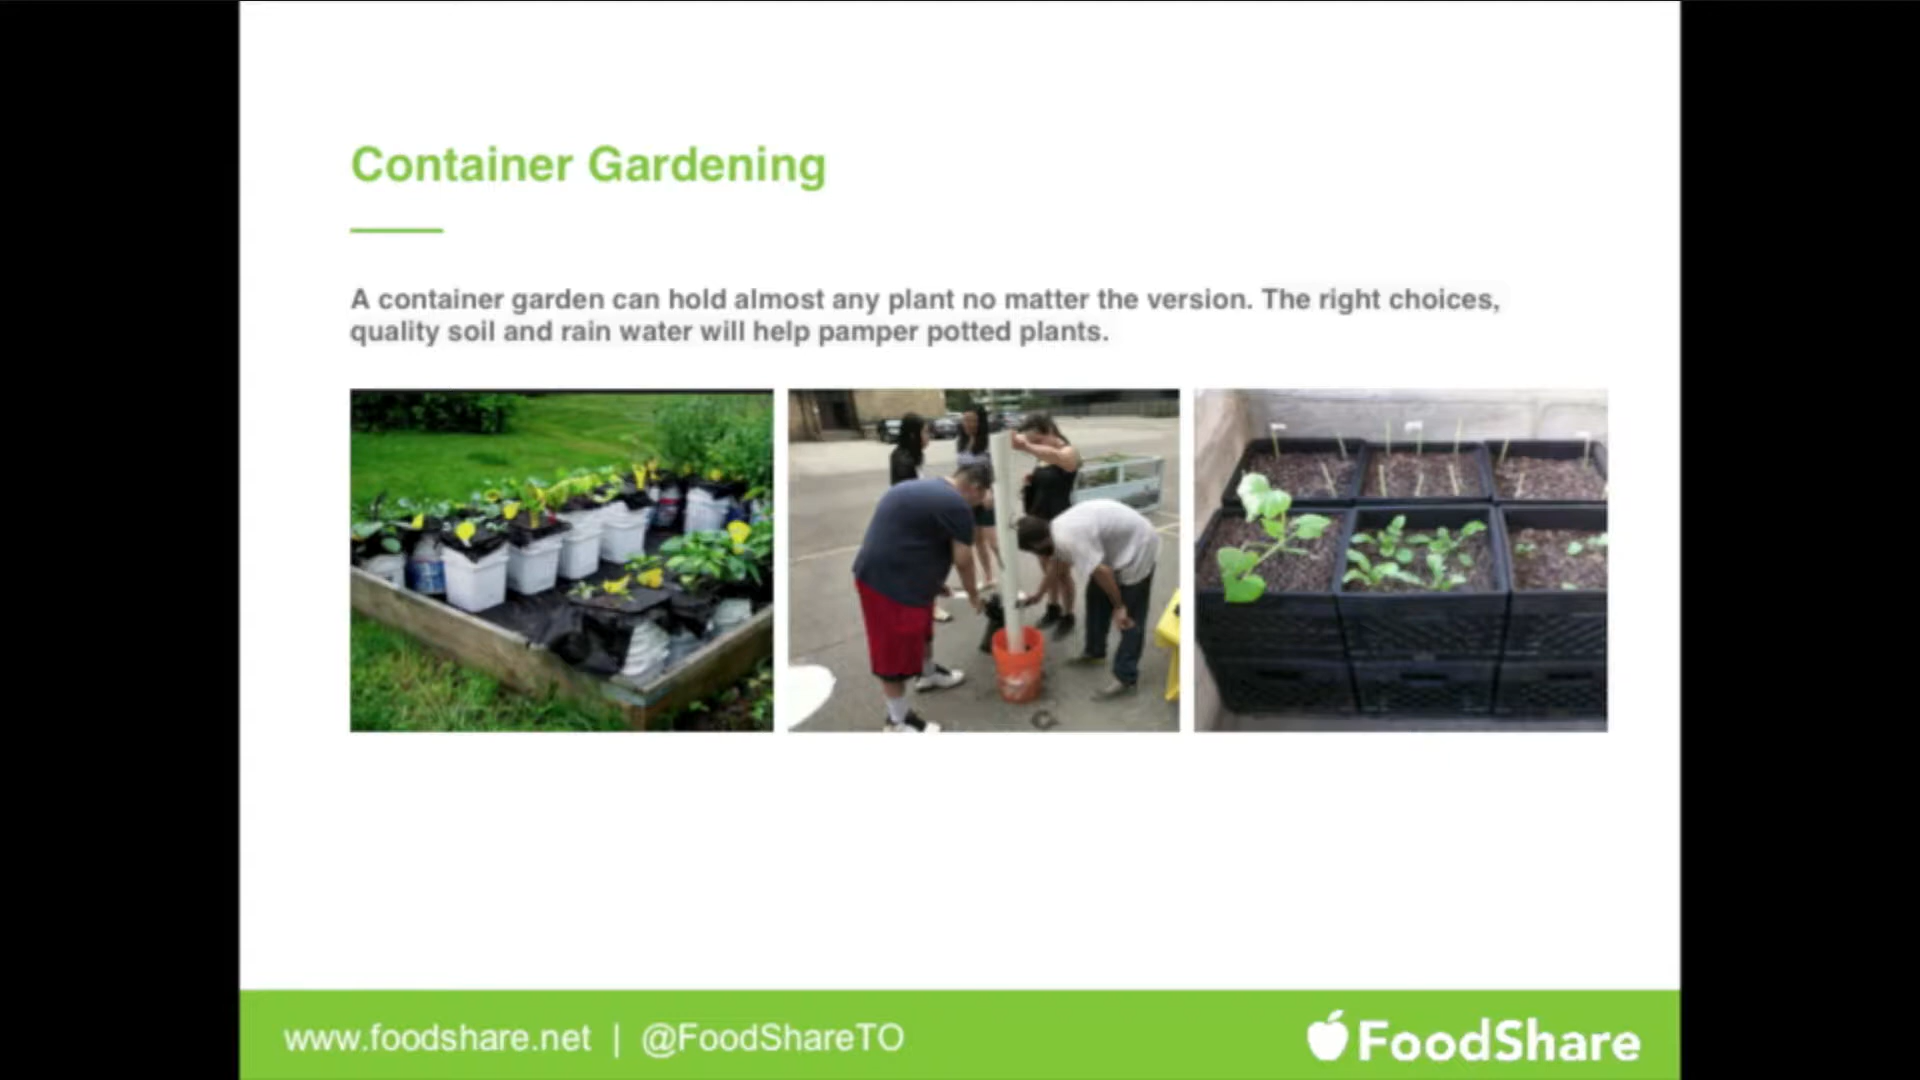 Container Gardening
A container garden can hold almost any plant no matter the version. The right choices,
quality soil and rain water will help pamper potted plants.
www.foodshare.net | @FoodShareTO
FoodShare